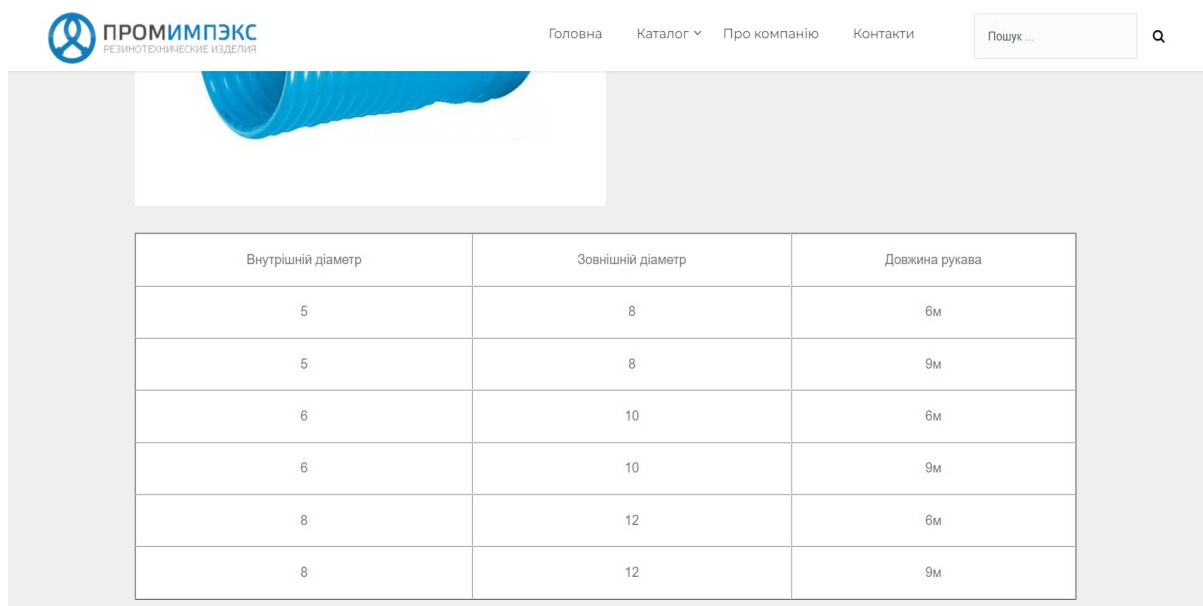 ПРОМИМПЭКС
РЕЗИНОТЕХНИЧЕСКИЕ ИЗДЕЛИЯ
Головна Каталог Про компанію Контакти Пошук ...
Внутрішній діаметр Зовнішній діаметр Довжина рукава
5 8 6м
5 8 9м
6 10 6м
6 10 9м
8 12 6м
8 12 9м